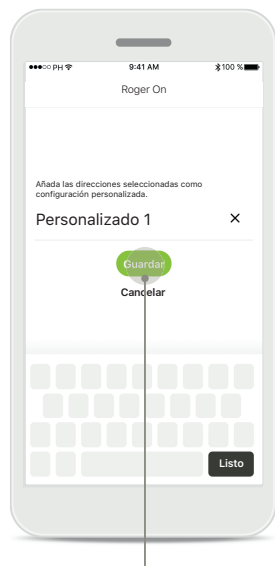 PH 9:41 AM 100 %
Roger On
Añada las direcciones seleccionadas como
configuración personalizada.
Personalizado 1
Guardar
Cancelar
Listo